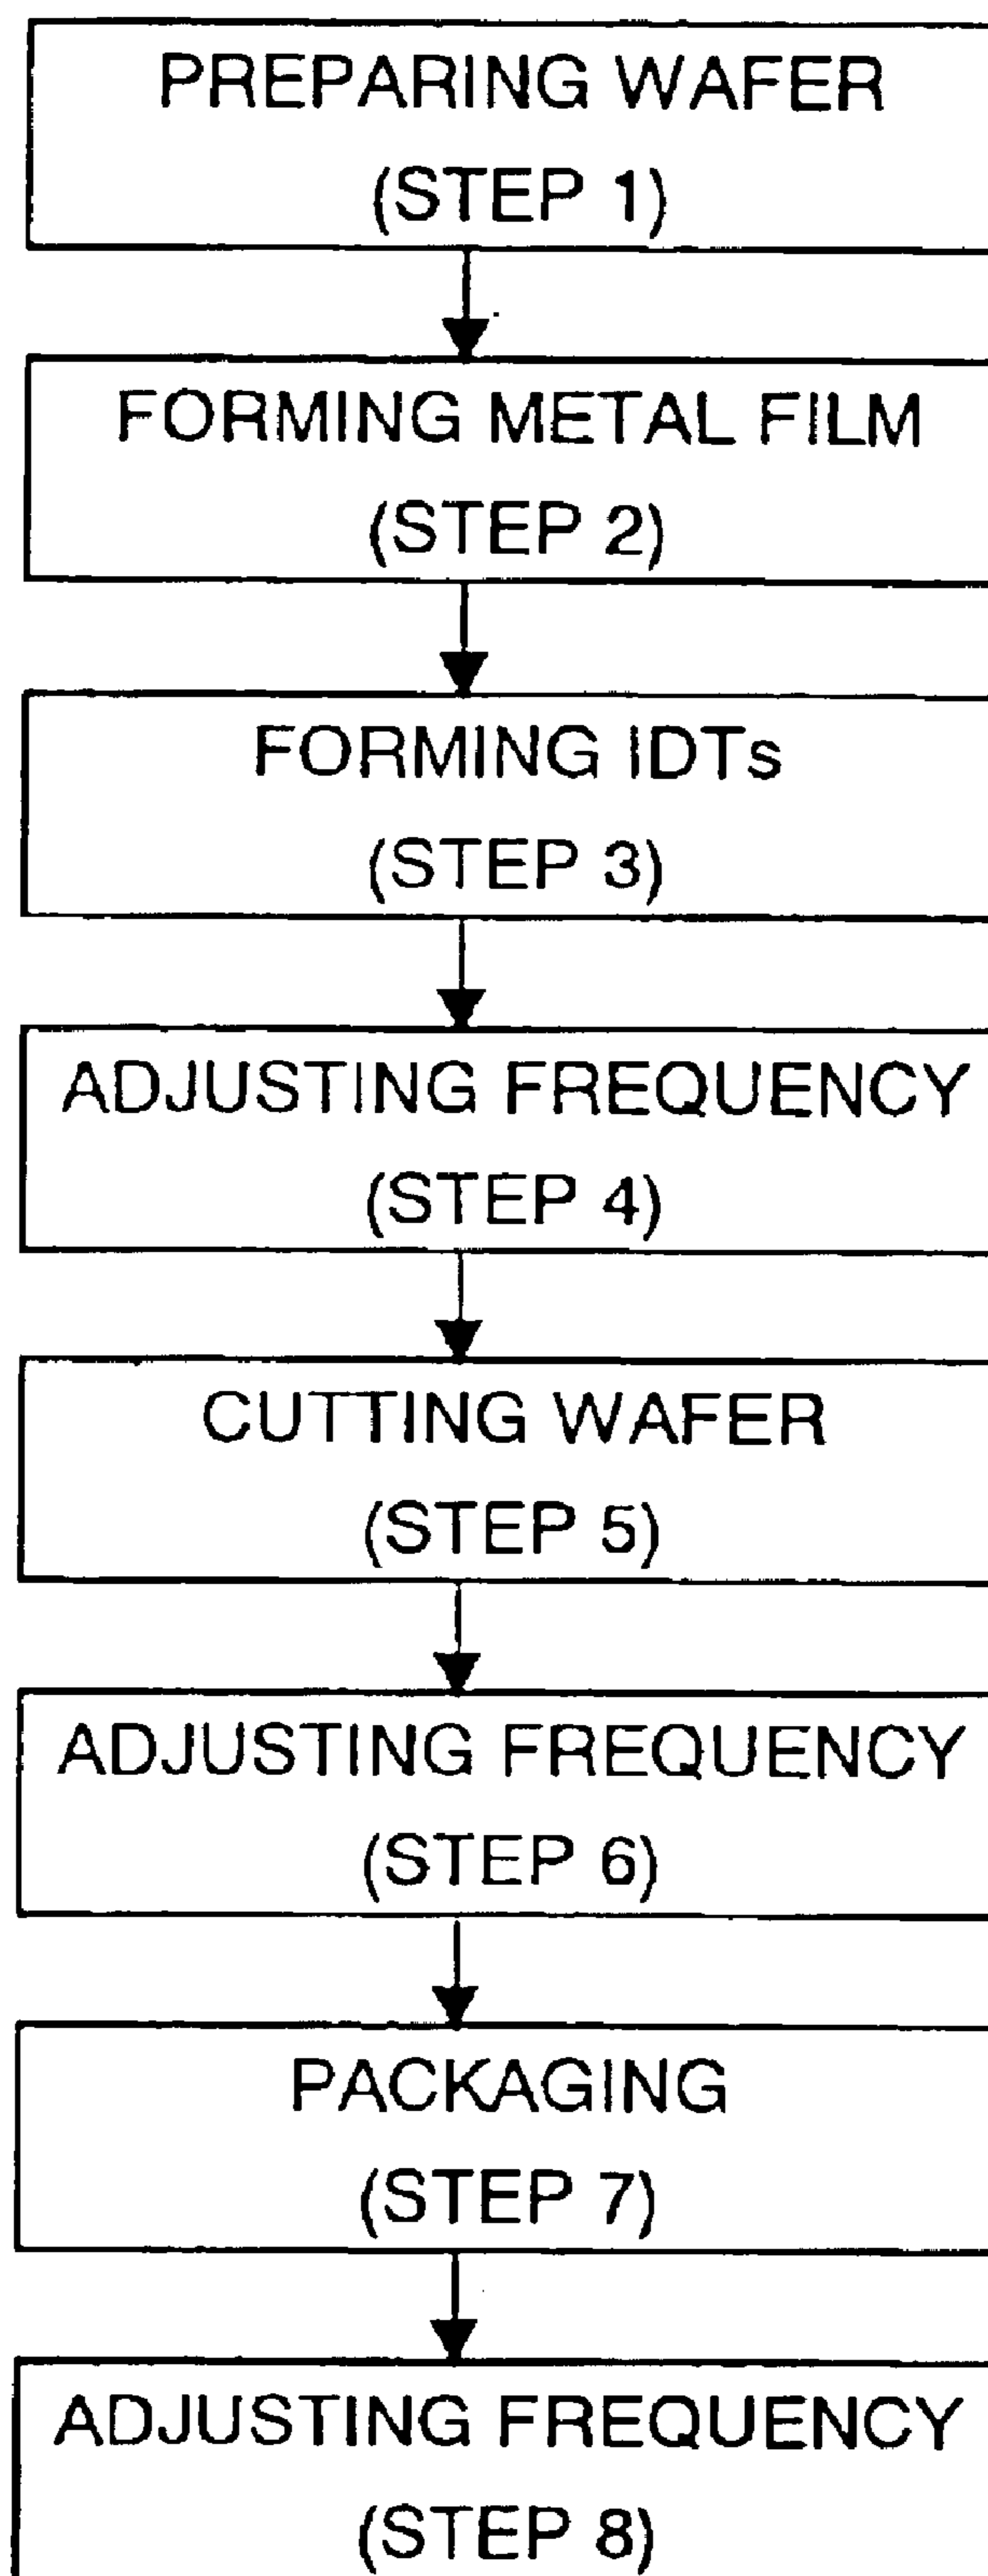 PREPARING WAFER
(STEP 1)
FORMING METAL FILM
(STEP 2)
FORMING IDTs
(STEP 3)
ADJUSTING FREQUENCY
(STEP 4)
CUTTING WAFER
(STEP 5)
ADJUSTING FREQUENCY
(STEP 6)
PACKAGING
(STEP 7)
ADJUSTING FREQUENCY
(STEP 8)